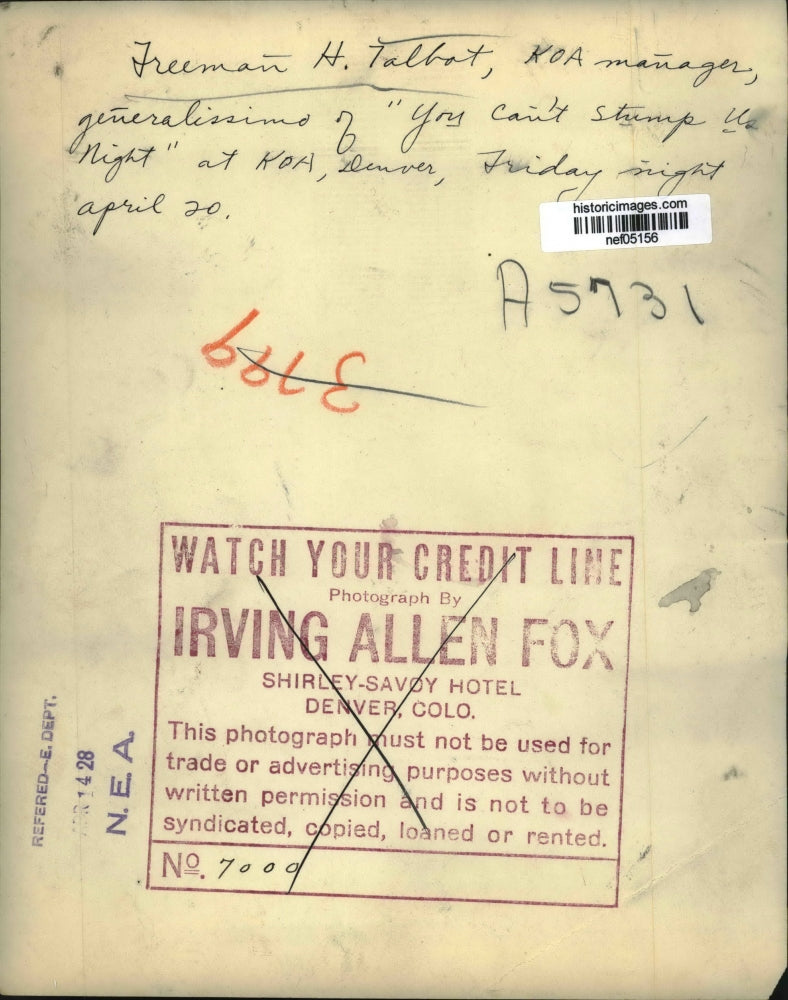 Freeman H. Talbot, KOA manager,
generalissimo of "You Can't Stump Us
Night" at KOA, Denver, Friday night
april 20.
historicimages.com
nef05156
A5731
WATCH YOUR CREDIT LINE
Photograph By
IRVING ALLEN FOX
SHIRLEY-SAVOY HOTEL
DENVER, COLO.
This photograph must not be used for
trade or advertising purposes without
written permission and is not to be
syndicated, copied, loaned or rented.
No. 7000
REFERED-E. DEPT.
APR 14 28
N. E. A.